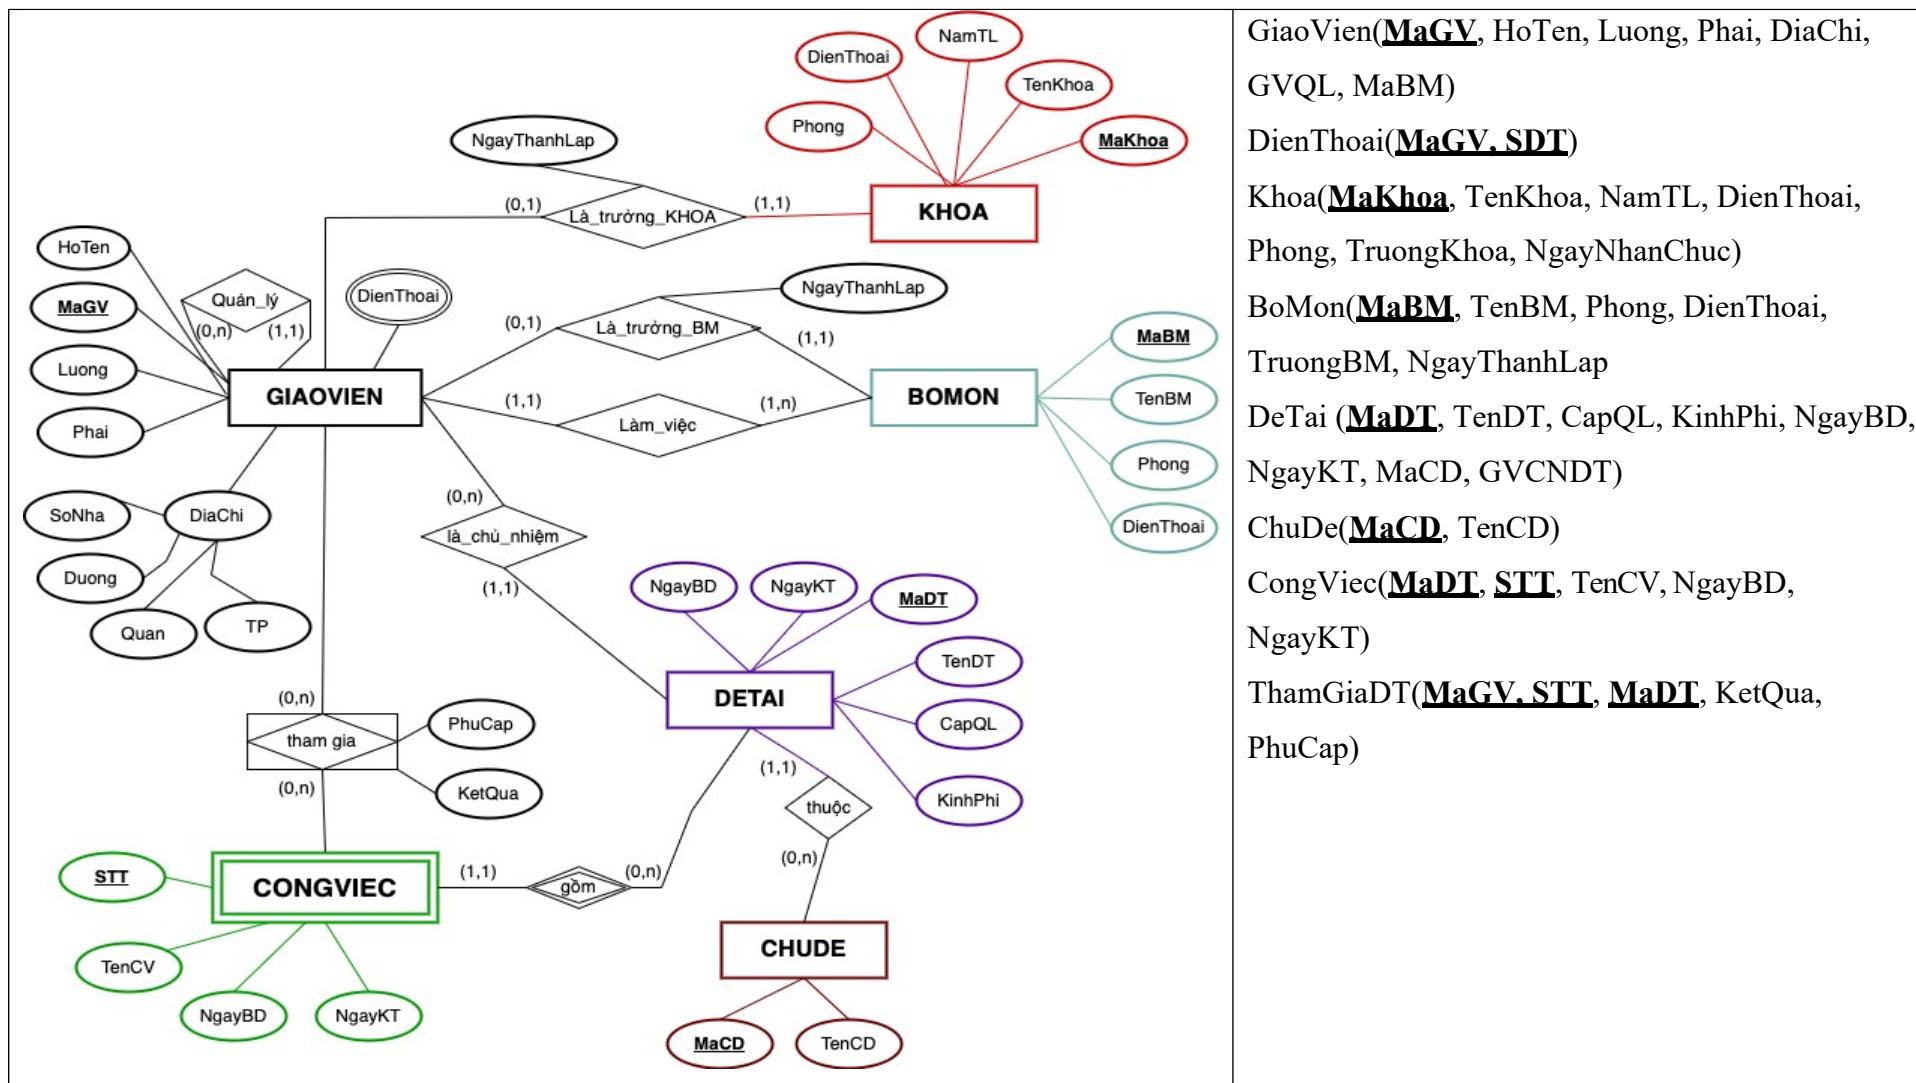 NamTL
DienThoai
TenKhoa
Phong
MaKhoa
NgayThanhLap
(0,1)
Là_trưởng_KHOA
(1,1)
KHOA
HoTen
Quản_lý
(0,n)
(1,1)
DienThoai
NgayThanhLap
MaGV
(0,1)
Là_trưởng_BM
(1,1)
MaBM
Luong
GIAOVIEN
BOMON
TenBM
(1,1)
Làm_việc
(1,n)
Phai
Phong
SoNha
DiaChi
(0,n)
là_chủ_nhiệm
(1,1)
DienThoai
Duong
Quan
TP
NgayBD
NgayKT
MaDT
TenDT
DETAI
CapQL
KinhPhi
(0,n)
tham gia
(0,n)
PhuCap
KetQua
(1,1)
thuộc
(0,n)
STT
CONGVIEC
(1,1)
gồm
(0,n)
TenCV
NgayBD
NgayKT
CHUDE
MaCD
TenCD
GiaoVien(MaGV, HoTen, Luong, Phai, DiaChi,
GVQL, MaBM)
DienThoai(MaGV, SDT)
Khoa(MaKhoa, TenKhoa, NamTL, DienThoai,
Phong, TruongKhoa, NgayNhanChuc)
BoMon(MaBM, TenBM, Phong, DienThoai,
TruongBM, NgayThanhLap
DeTai (MaDT, TenDT, CapQL, KinhPhi, NgayBD,
NgayKT, MaCD, GVCNDT)
ChuDe(MaCD, TenCD)
CongViec(MaDT, STT, TenCV, NgayBD,
NgayKT)
ThamGiaDT(MaGV, STT, MaDT, KetQua,
PhuCap)